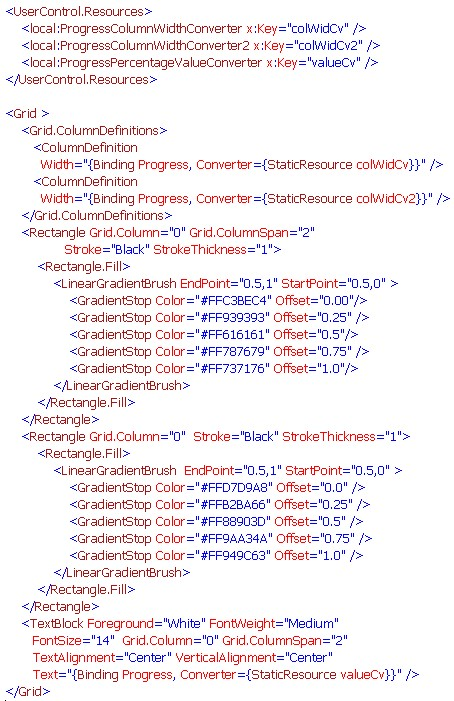 <UserControl.Resources>
<local:ProgressColumnWidthConverter x:Key="colWidCv" />
<local:ProgressColumnWidthConverter2 x:Key="colWidCv2" />
<local:ProgressPercentageValueConverter x:Key="valueCv" />
</UserControl.Resources>
<Grid >
<Grid.ColumnDefinitions>
<ColumnDefinition
Width="{Binding Progress, Converter={StaticResource colWidCv}}" />
<ColumnDefinition
Width="{Binding Progress, Converter={StaticResource colWidCv2}}" />
</Grid.ColumnDefinitions>
<Rectangle Grid.Column="0" Grid.ColumnSpan="2"
Stroke="Black" StrokeThickness="1">
<Rectangle.Fill>
<LinearGradientBrush EndPoint="0.5,1" StartPoint="0.5,0" >
<GradientStop Color="#FFC3BEC4" Offset="0.00"/>
<GradientStop Color="#FF939393" Offset="0.25" />
<GradientStop Color="#FF616161" Offset="0.5"/>
<GradientStop Color="#FF787679" Offset="0.75" />
<GradientStop Color="#FF737176" Offset="1.0"/>
</LinearGradientBrush>
</Rectangle.Fill>
</Rectangle>
<Rectangle Grid.Column="0"  Stroke="Black" StrokeThickness="1">
<Rectangle.Fill>
<LinearGradientBrush  EndPoint="0.5,1" StartPoint="0.5,0" >
<GradientStop Color="#FFD7D9A8" Offset="0.0" />
<GradientStop Color="#FFB2BA66" Offset="0.25" />
<GradientStop Color="#FF88903D" Offset="0.5" />
<GradientStop Color="#FF9AA34A" Offset="0.75" />
<GradientStop Color="#FF949C63" Offset="1.0" />
</LinearGradientBrush>
</Rectangle.Fill>
</Rectangle>
<TextBlock Foreground="White" FontWeight="Medium"
FontSize="14"  Grid.Column="0" Grid.ColumnSpan="2"
TextAlignment="Center" VerticalAlignment="Center"
Text="{Binding Progress, Converter={StaticResource valueCv}}" />
</Grid>